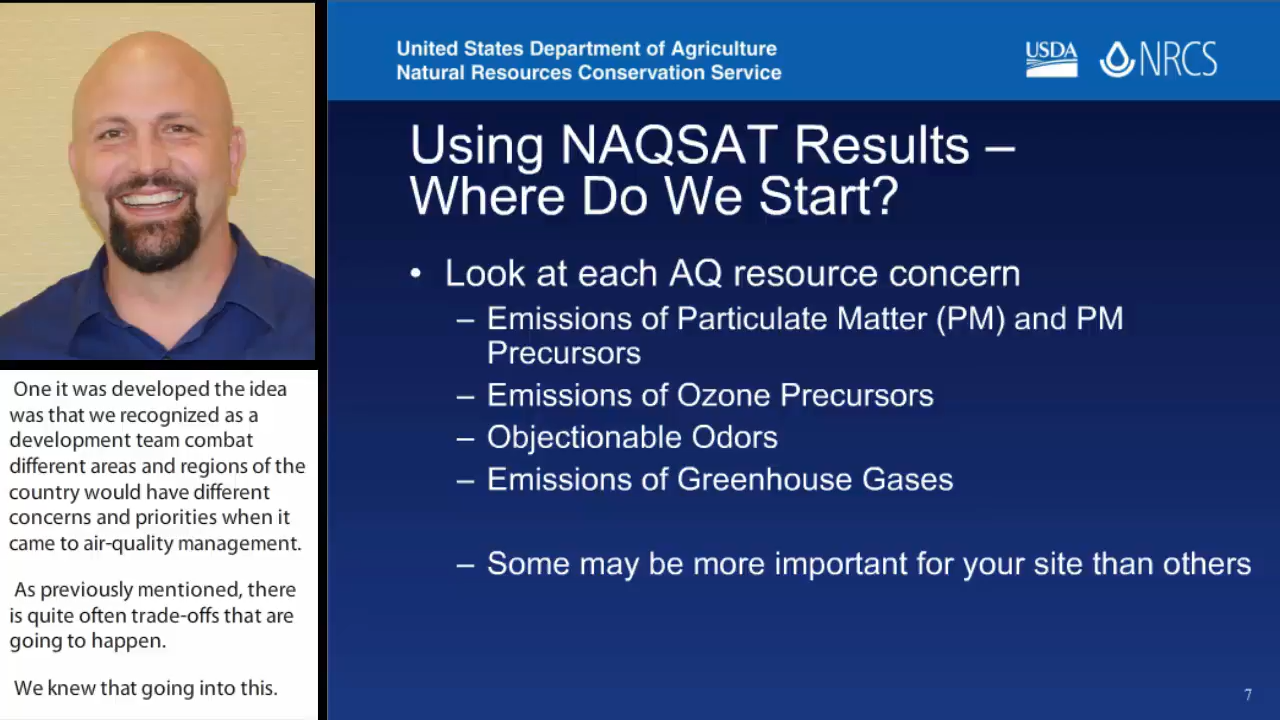 United States Department of Agriculture
Natural Resources Conservation Service
USDA
NRCS
Using NAQSAT Results –
Where Do We Start?
• Look at each AQ resource concern
– Emissions of Particulate Matter (PM) and PM
Precursors
– Emissions of Ozone Precursors
– Objectionable Odors
– Emissions of Greenhouse Gases
– Some may be more important for your site than others
7
One it was developed the idea
was that we recognized as a
development team combat
different areas and regions of the
country would have different
concerns and priorities when it
came to air-quality management.
As previously mentioned, there
is quite often trade-offs that are
going to happen.
We knew that going into this.